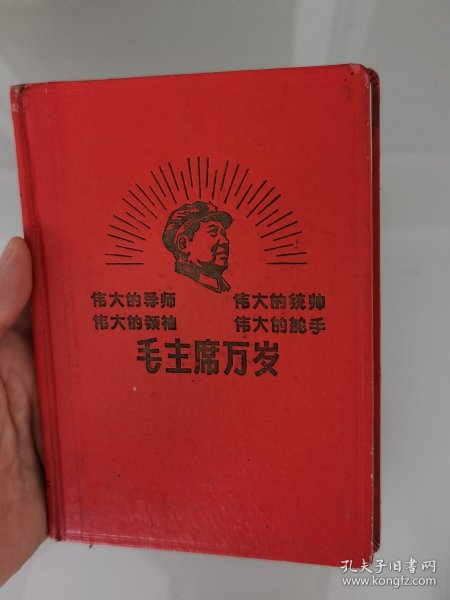 伟大的导师 伟大的统帅
伟大的领袖 伟大的舵手
毛主席万岁
孔夫子旧书网
www.kongfz.com